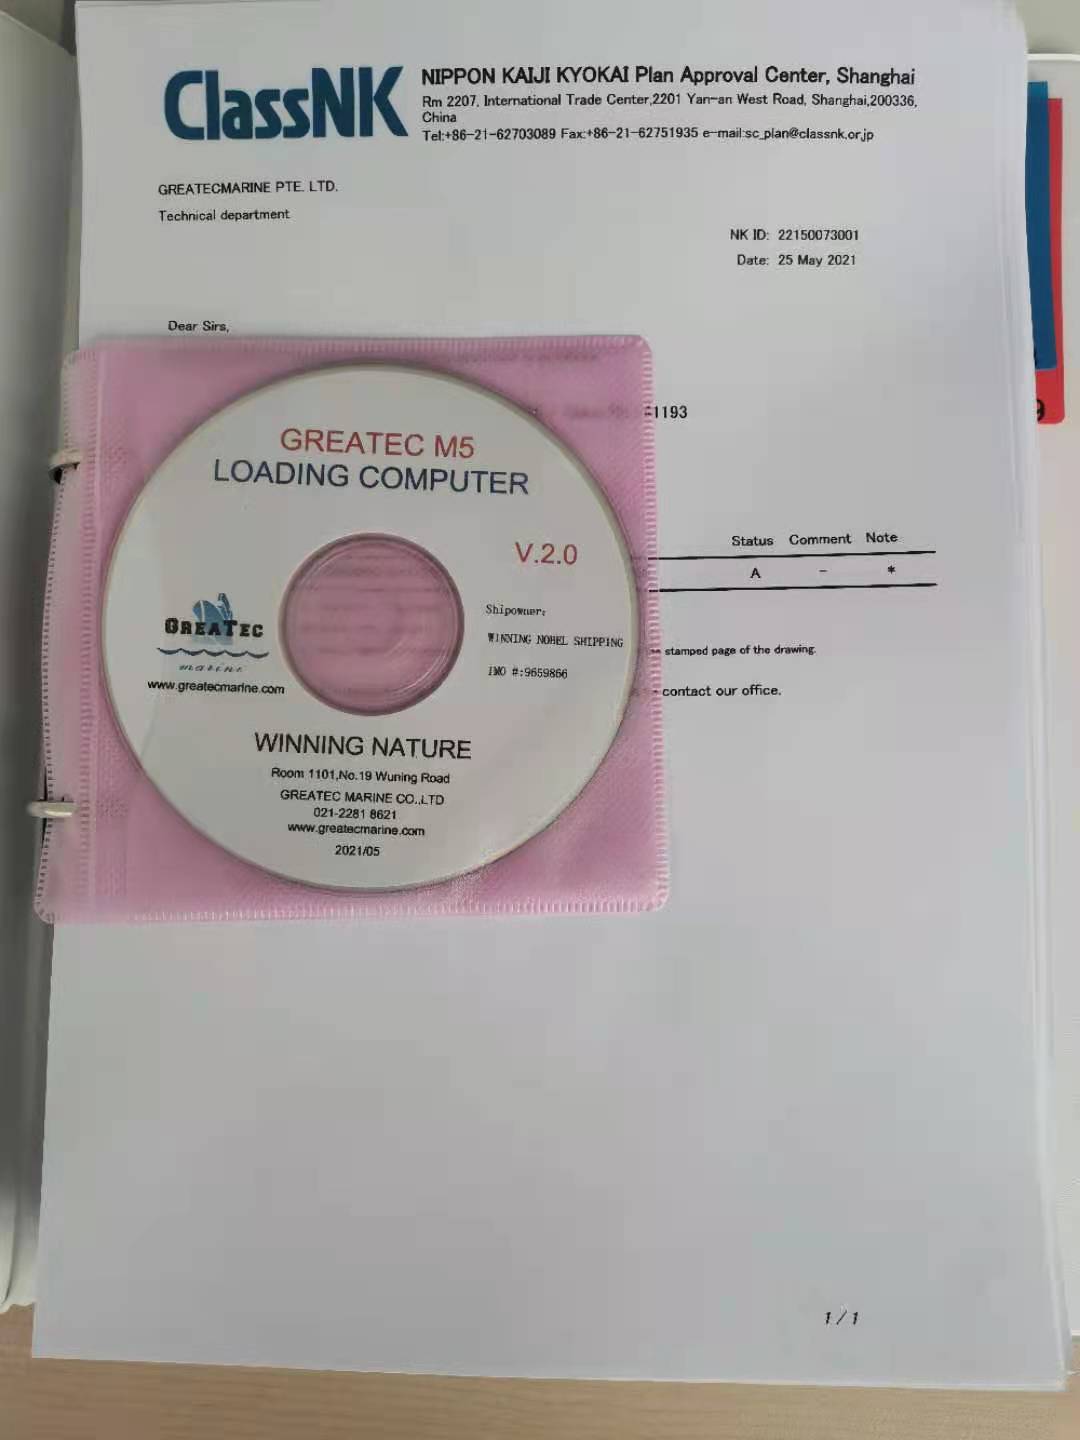 ClassNK
NIPPON KAIJI KYOKAI Plan Approval Center, Shanghai
Rm 2207, International Trade Center,2201 Yan-an West Road, Shanghai,200336,
China
Tel:+86-21-62703089 Fax:+86-21-62751935 e-mail:sc_plan@classnk.or.jp
GREATECMARINE PTE. LTD.
Technical department
NK ID: 22150073001
Date: 25 May 2021
Dear Sirs,
1193
GREATEC M5
LOADING COMPUTER
V.2.0
Status Comment Note
A - *
Shipowner:
WINNING NOBEL SHIPPING
IMO #:9659866
GREATEC
marine
www.greatecmarine.com
stamped page of the drawing.
contact our office.
WINNING NATURE
Room 1101,No.19 Wuning Road
GREATEC MARINE CO.,LTD
021-2281 8621
www.greatecmarine.com
2021/05
9
1 / 1